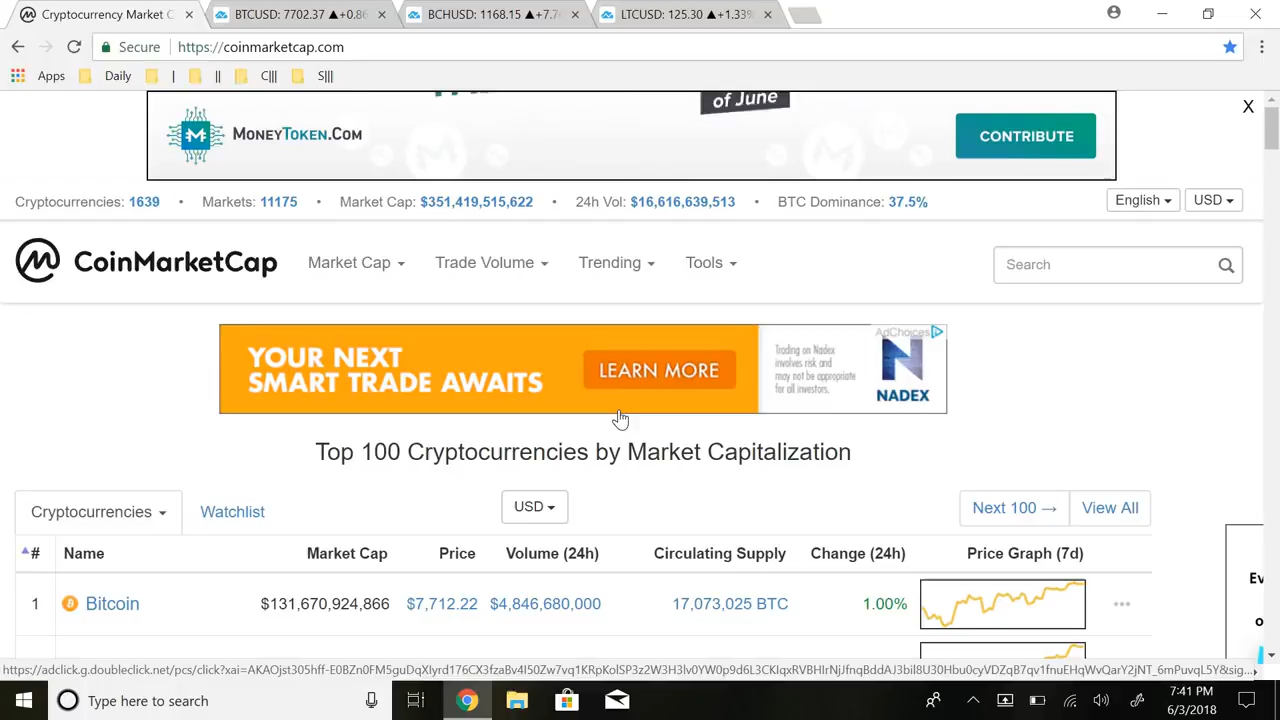 Cryptocurrency Market C
BTCUSD: 7702.37 ▲+0.86
BCHUSD: 1168.15 ▲+7.7
LTCUSD: 125.30 ▲+1.33%
Secure
https://coinmarketcap.com
Apps
Daily
|
||
C|||
S|||
of June
MONEYTOKEN.COM
CONTRIBUTE
X
Cryptocurrencies: 1639 • Markets: 11175 • Market Cap: $351,419,515,622 • 24h Vol: $16,616,639,513 • BTC Dominance: 37.5%
English
USD
CoinMarketCap
Market Cap
Trade Volume
Trending
Tools
Search
YOUR NEXT
SMART TRADE AWAITS
LEARN MORE
Trading on Nadex
involves risk and
may not be appropriate
for all investors.
AdChoices
N
NADEX
Top 100 Cryptocurrencies by Market Capitalization
Cryptocurrencies
Watchlist
USD
Next 100 →
View All
# Name Market Cap Price Volume (24h) Circulating Supply Change (24h) Price Graph (7d)
1 Bitcoin $131,670,924,866 $7,712.22 $4,846,680,000 17,073,025 BTC 1.00%
Type here to search
7:41 PM
6/3/2018